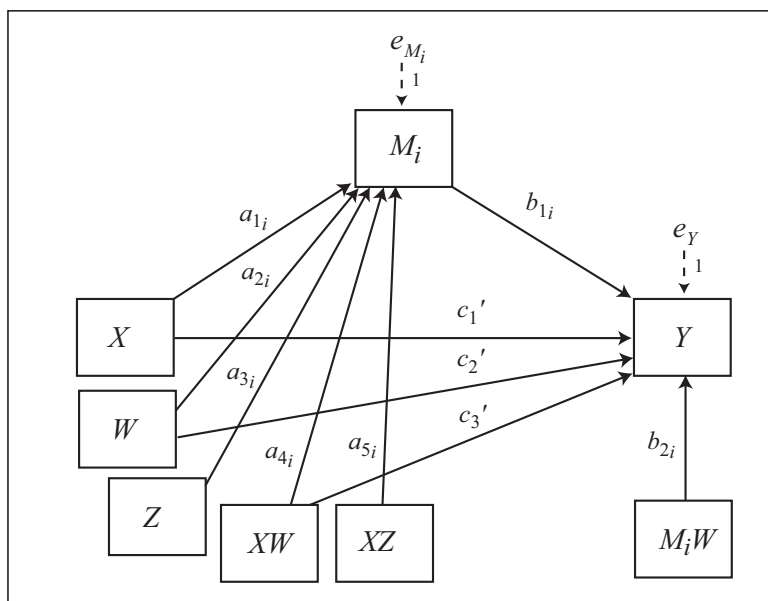 e_{M_i}
1
M_i
a_{1_i}
b_{1_i}
a_{2_i}
e_Y
1
X
c_1′
Y
a_{3_i}
c_2′
W
c_3′
a_{4_i}
a_{5_i}
b_{2_i}
Z
XW
XZ
M_iW